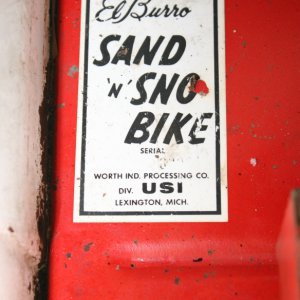 El Burro
SAND
'N' SNO
BIKE
SERIAL
WORTH IND. PROCESSING CO.
DIV. USI
LEXINGTON, MICH.